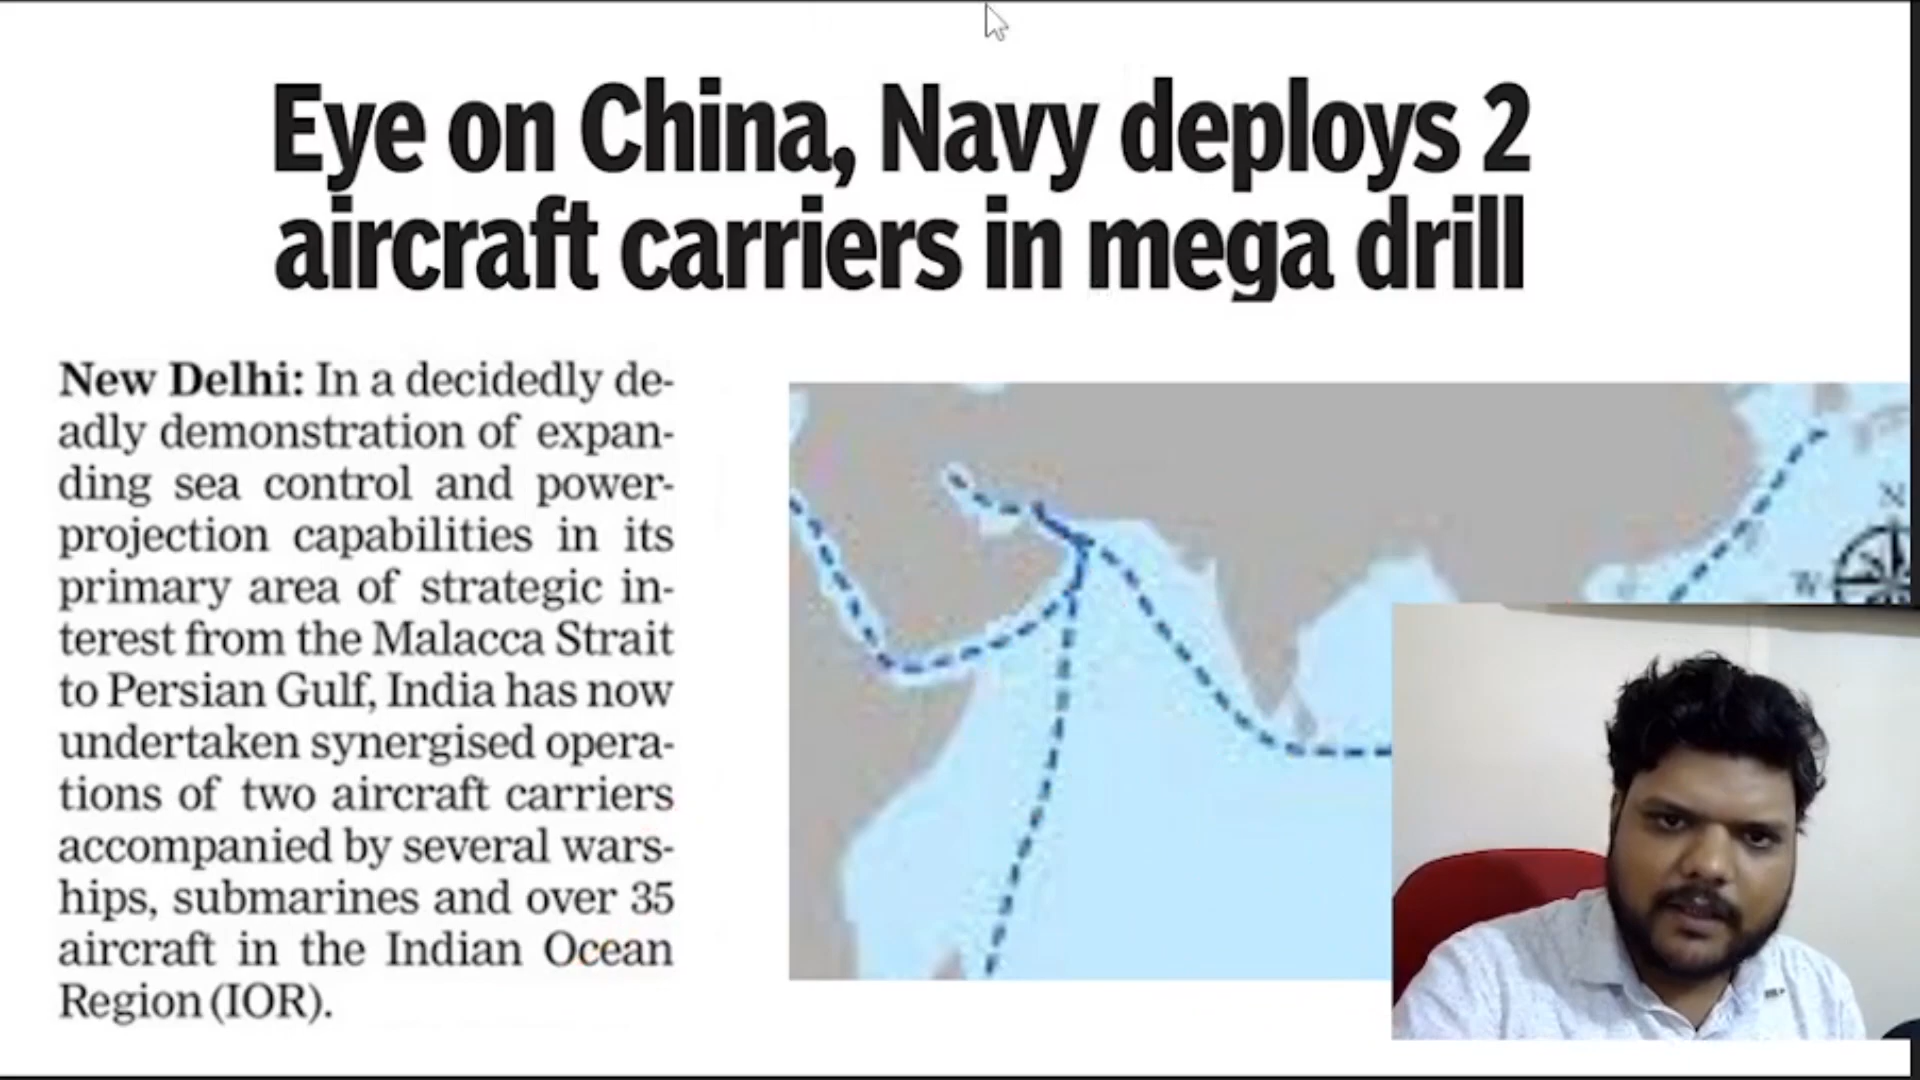 Eye on China, Navy deploys 2
aircraft carriers in mega drill
New Delhi: In a decidedly de-
adly demonstration of expan-
ding sea control and power-
projection capabilities in its
primary area of strategic in-
terest from the Malacca Strait
to Persian Gulf, India has now
undertaken synergised opera-
tions of two aircraft carriers
accompanied by several wars-
hips, submarines and over 35
aircraft in the Indian Ocean
Region (IOR).
N
W